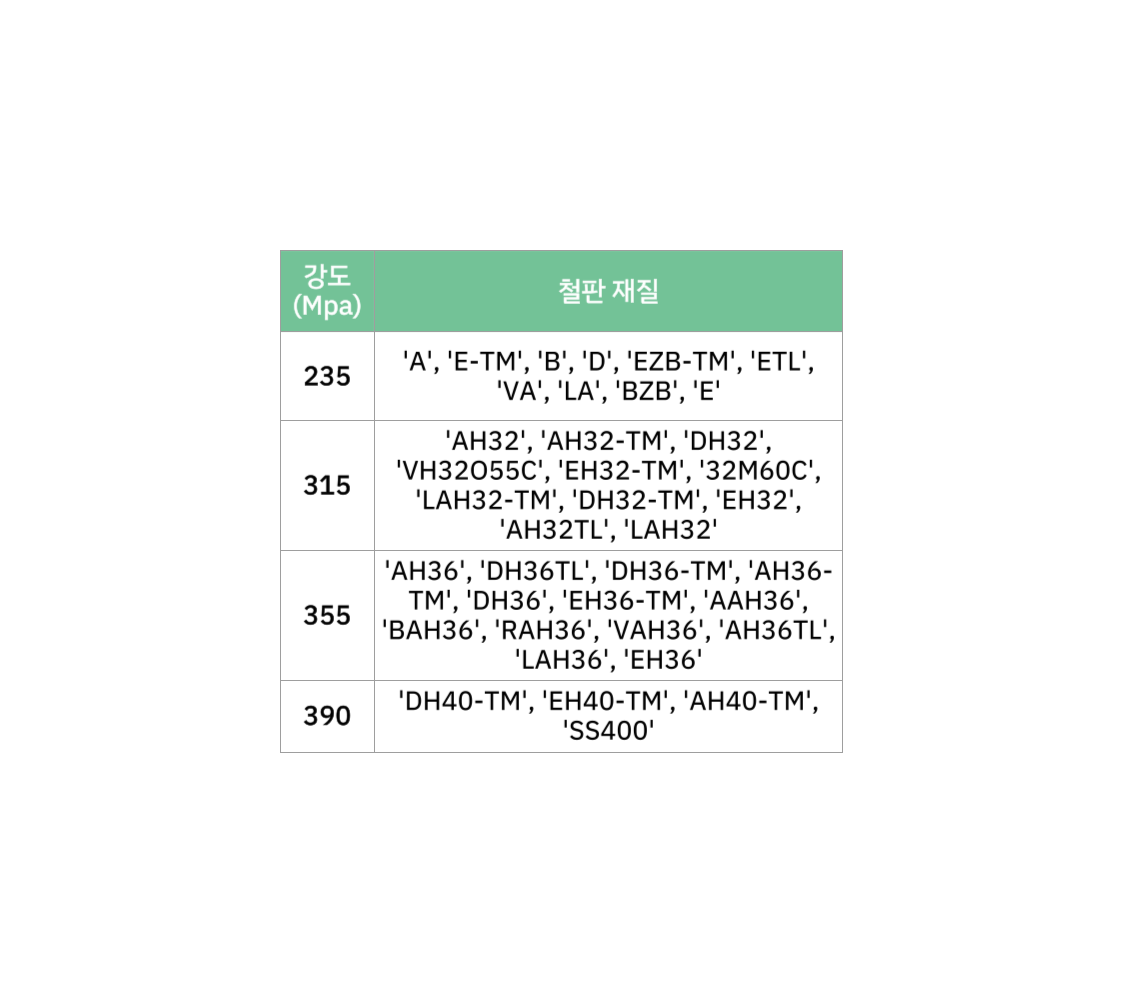 강도
(Mpa)
철판 재질
235
'A', 'E-TM', 'B', 'D', 'EZB-TM', 'ETL',
'VA', 'LA', 'BZB', 'E'
315
'AH32', 'AH32-TM', 'DH32',
'VH32O55C', 'EH32-TM', '32M60C',
'LAH32-TM', 'DH32-TM', 'EH32',
'AH32TL', 'LAH32'
355
'AH36', 'DH36TL', 'DH36-TM', 'AH36-
TM', 'DH36', 'EH36-TM', 'AAH36',
'BAH36', 'RAH36', 'VAH36', 'AH36TL',
'LAH36', 'EH36'
390
'DH40-TM', 'EH40-TM', 'AH40-TM',
'SS400'